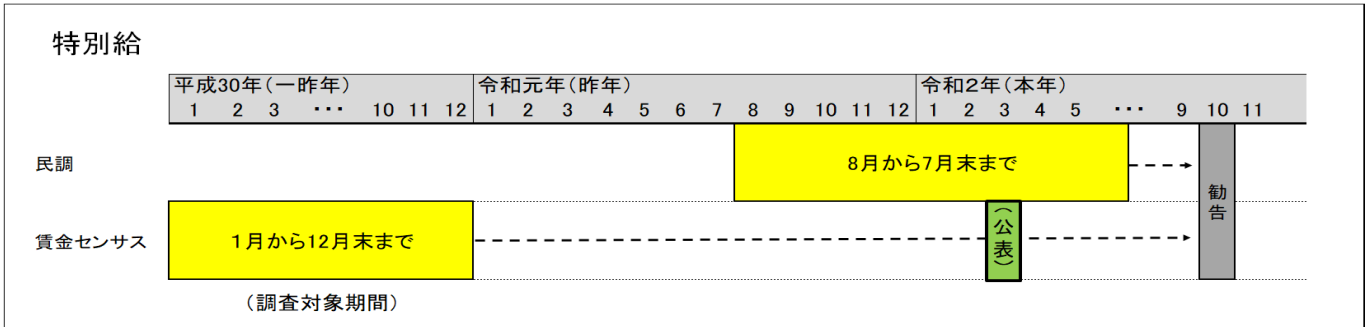 特別給
平成30年(一昨年) 令和元年(昨年) 令和2年(本年)
1 2 3 ・・・ 10 11 12 1 2 3 4 5 6 7 8 9 10 11 12 1 2 3 4 5 ・・・ 9 10 11
民調
8月から7月末まで
勧告
賃金センサス
1月から12月末まで
(公表)
(調査対象期間)